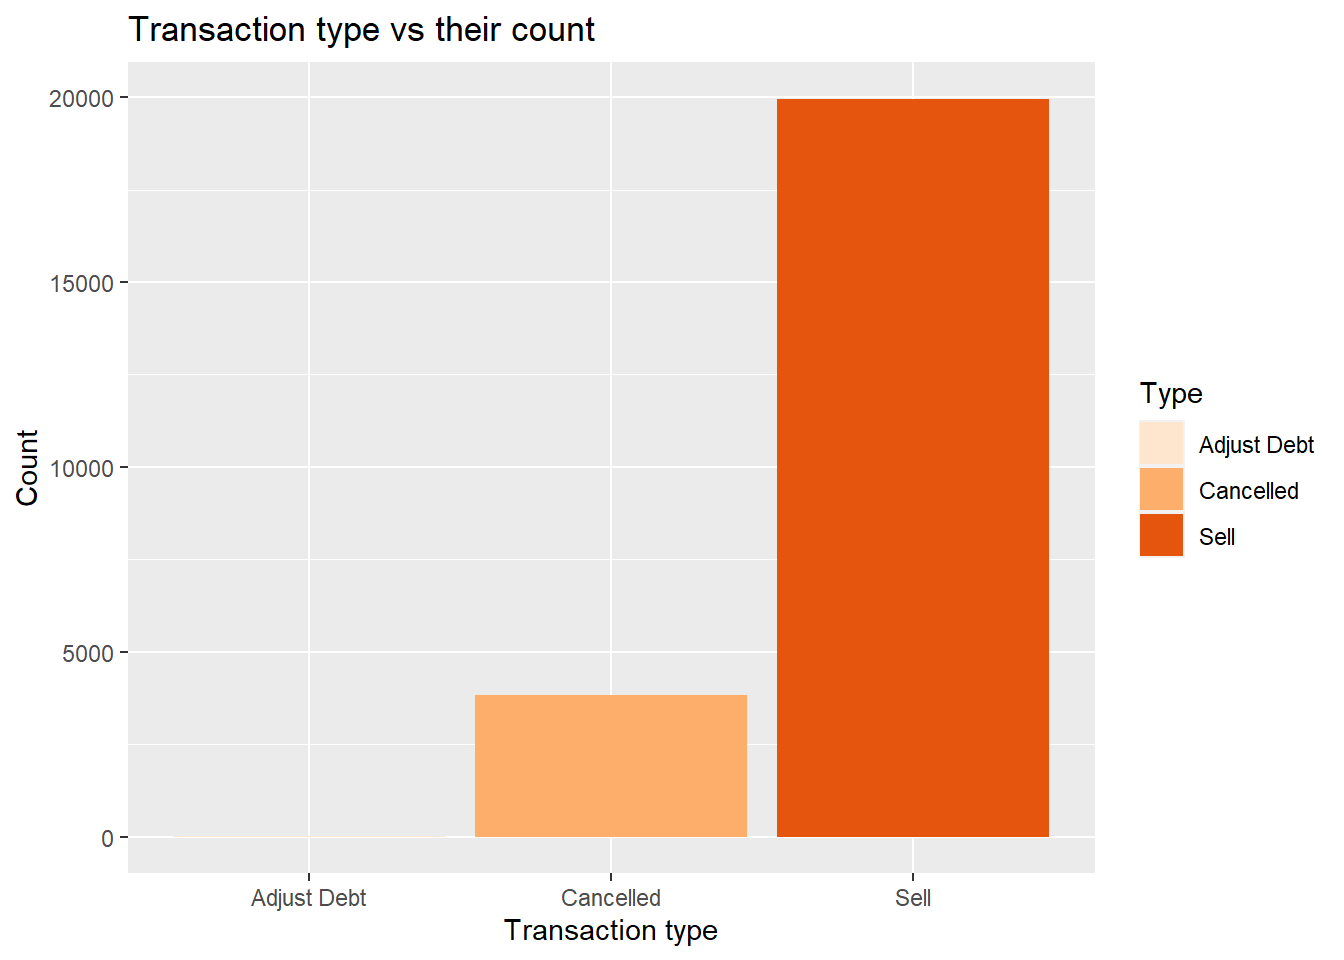 Transaction type vs their count
Count
20000
15000
10000
5000
0
Adjust Debt
Cancelled
Sell
Transaction type
Type
Adjust Debt
Cancelled
Sell